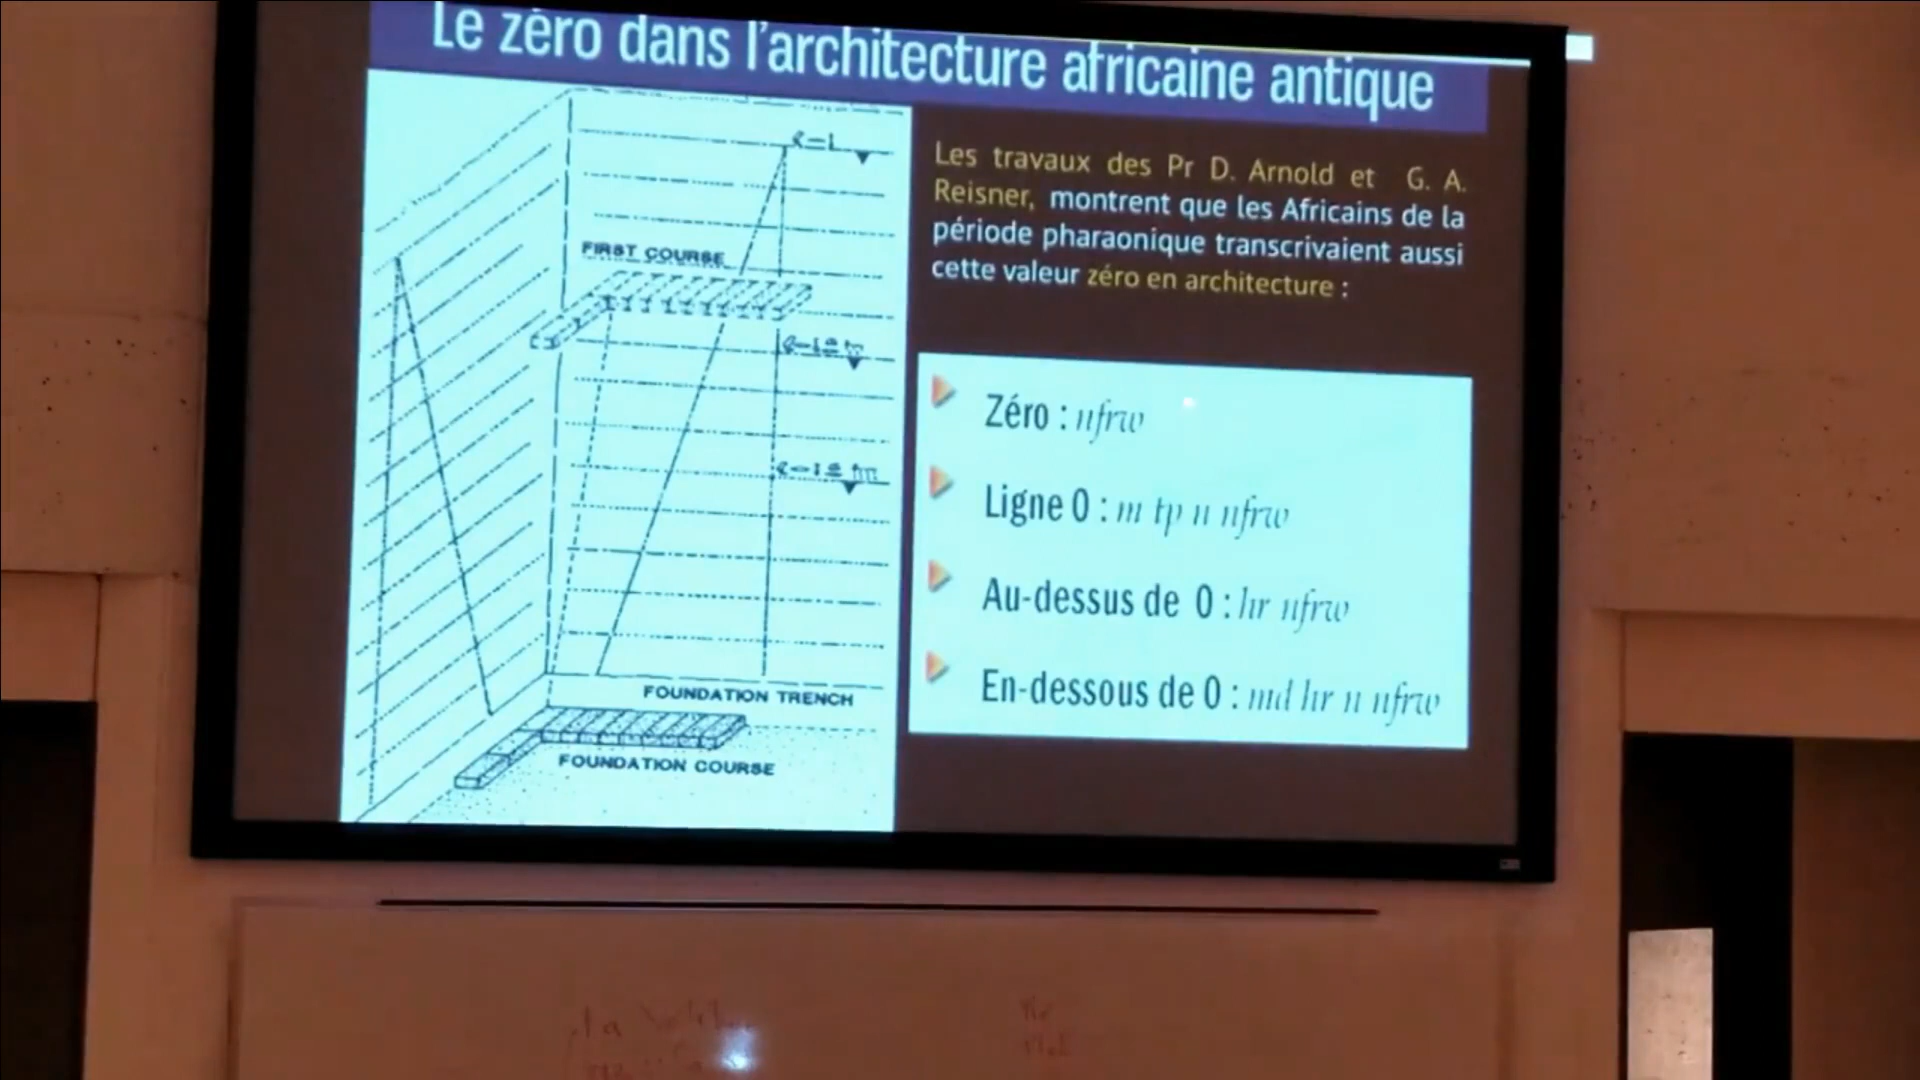 Le zéro dans l'architecture africaine antique
Les travaux des Pr D. Arnold et G. A.
Reisner, montrent que les Africains de la
période pharaonique transcrivaient aussi
cette valeur zéro en architecture :
Zéro : nfrw
Ligne 0 : m tp n nfrw
Au-dessus de 0 : hr nfrw
En-dessous de 0 : md hr n nfrw
FIRST COURSE
FOUNDATION TRENCH
FOUNDATION COURSE